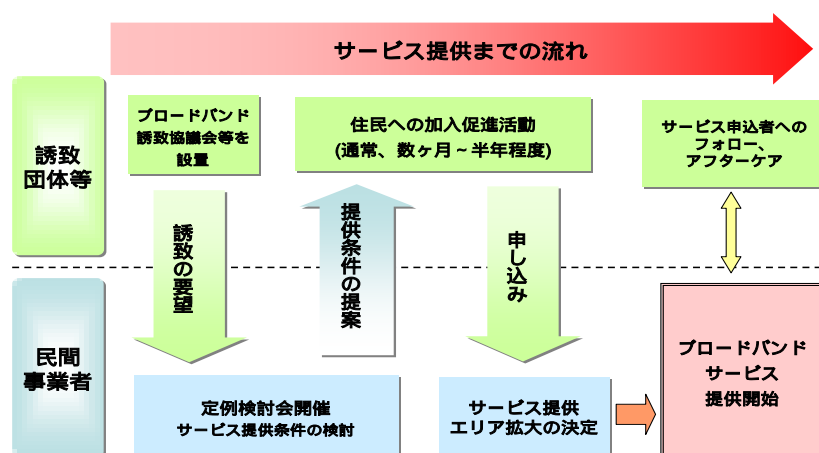 サービス提供までの流れ
誘致
団体等
ブロードバンド
誘致協議会等を
設置
住民への加入促進活動
(通常、数ヶ月～半年程度)
サービス申込者への
フォロー、
アフターケア
誘致の要望
提供条件の提案
申し込み
民間
事業者
定例検討会開催
サービス提供条件の検討
サービス提供
エリア拡大の決定
ブロードバンド
サービス
提供開始